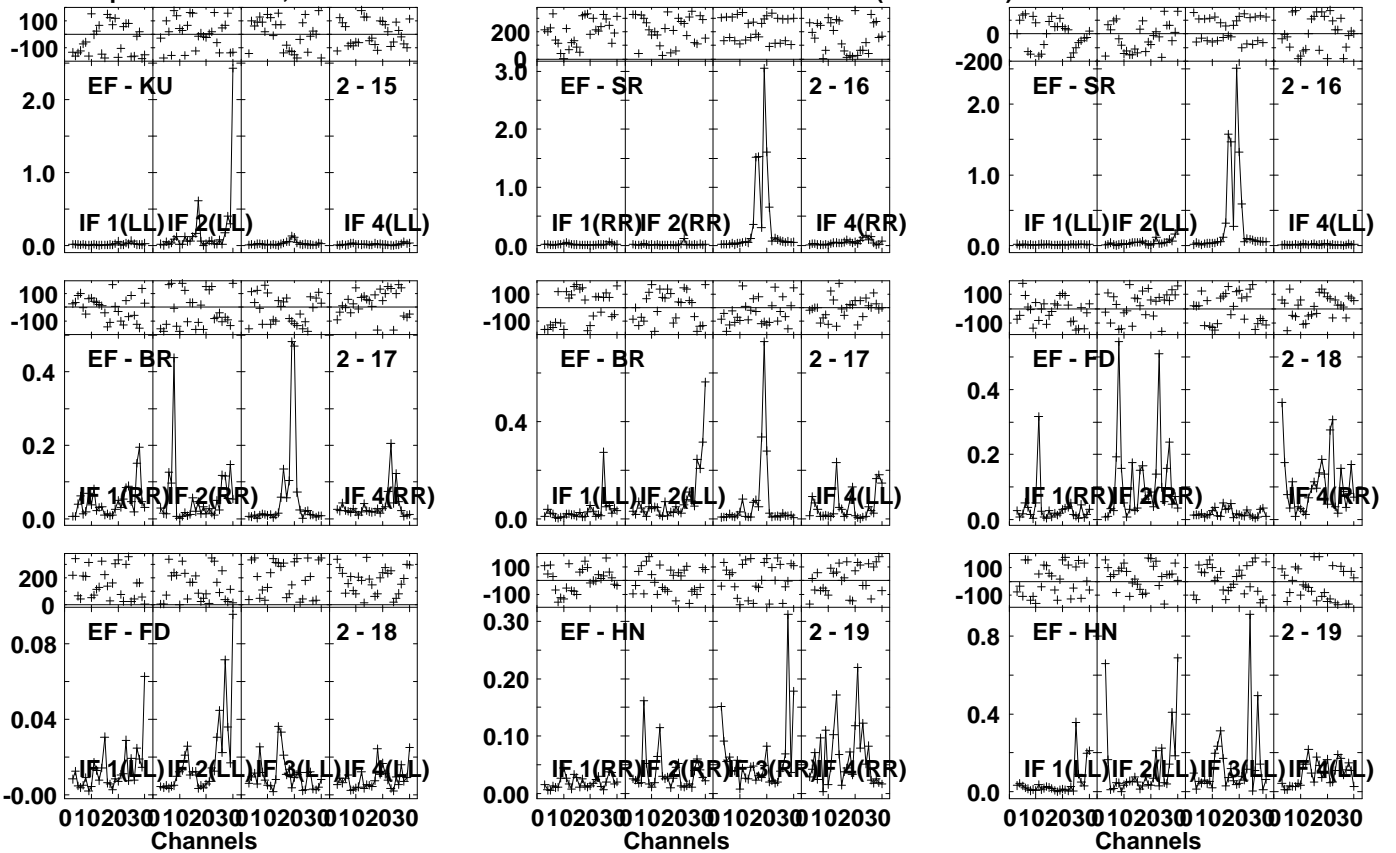 100
-100
EF - KU
2 - 15
2.0
1.0
IF 1(LL)
IF 2(LL)
IF 4(LL)
0.0
200
0
EF - SR
2 - 16
3.0
2.0
1.0
IF 1(RR)
IF 2(RR)
IF 4(RR)
0.0
0
-200
EF - SR
2 - 16
2.0
1.0
IF 1(LL)
IF 2(LL)
IF 4(LL)
0.0
100
-100
EF - BR
2 - 17
0.4
0.2
IF 1(RR)
IF 2(RR)
IF 4(RR)
0.0
100
-100
EF - BR
2 - 17
0.4
IF 1(LL)
IF 2(LL)
IF 4(LL)
0.0
100
-100
EF - FD
2 - 18
0.4
0.2
IF 1(RR)
IF 2(RR)
IF 4(RR)
0.0
200
0
EF - FD
2 - 18
0.08
0.04
IF 1(LL)
IF 2(LL)
IF 3(LL)
IF 4(LL)
-0.00
0102030 0102030 0102030 0102030
Channels
100
-100
EF - HN
2 - 19
0.30
0.20
0.10
IF 1(RR)
IF 2(RR)
IF 3(RR)
IF 4(RR)
0.00
0102030 0102030 0102030 0102030
Channels
100
-100
EF - HN
2 - 19
0.8
0.4
IF 1(LL)
IF 2(LL)
IF 3(LL)
IF 4(LL)
0.0
0102030 0102030 0102030 0102030
Channels